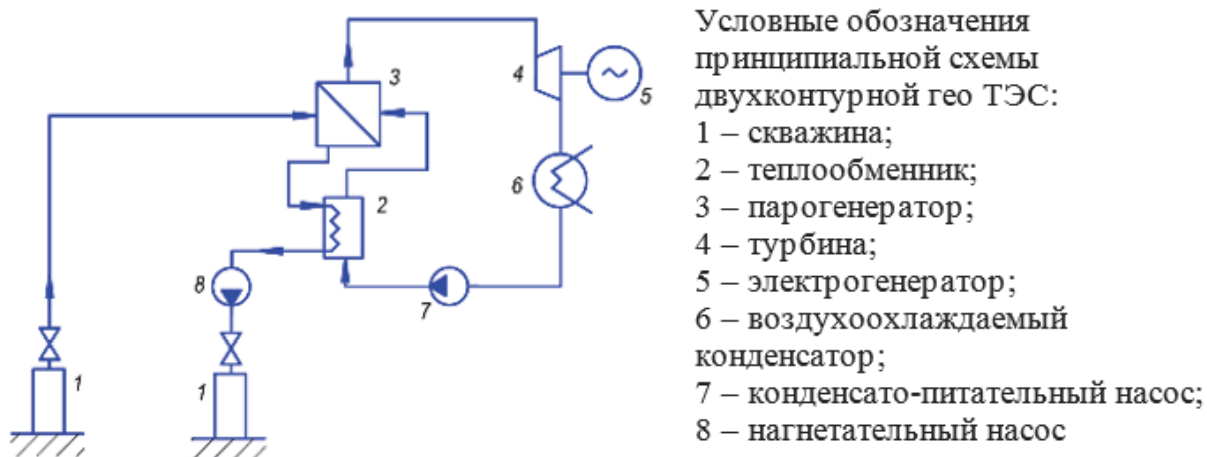 3
4
5
6
2
7
8
1
1
Условные обозначения
принципиальной схемы
двухконтурной гео ТЭС:
1 – скважина;
2 – теплообменник;
3 – парогенератор;
4 – турбина;
5 – электрогенератор;
6 – воздухоохлаждаемый
конденсатор;
7 – конденсато-питательный насос;
8 – нагнетательный насос